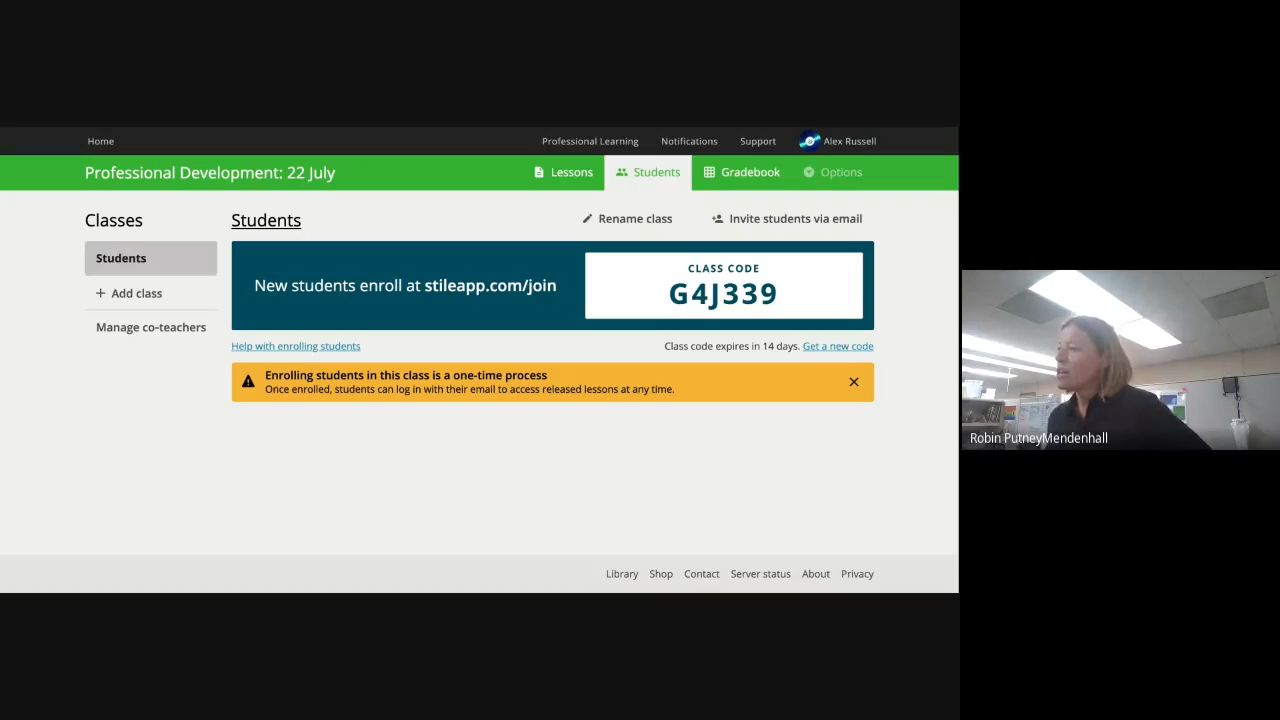 Home
Professional Learning
Notifications
Support
Alex Russell
Professional Development: 22 July
Lessons
Students
Gradebook
Options
Classes
Students
Add class
Manage co-teachers
Students
Rename class
Invite students via email
New students enroll at stileapp.com/join
CLASS CODE
G4J339
Help with enrolling students
Class code expires in 14 days. Get a new code
Enrolling students in this class is a one-time process
Once enrolled, students can log in with their email to access released lessons at any time.
Library
Shop
Contact
Server status
About
Privacy
Robin PutneyMendenhall